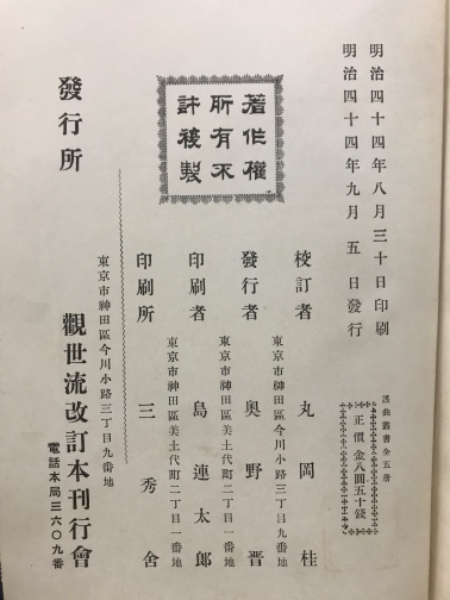 明治四十四年八月三十日印刷
明治四十四年九月五日發行
謠曲叢書全五册
正價金八圓五十錢
著作權
所有不
許複製
校訂者
東京市神田區今川小路三丁目九番地
丸岡桂
發行者
東京市神田區美土代町二丁目一番地
奥野晋
印刷者
東京市神田區美土代町二丁目一番地
島連太郎
印刷所
三秀舍
發行所
東京市神田區今川小路三丁目九番地
觀世流改訂本刊行會
電話本局三六〇九番